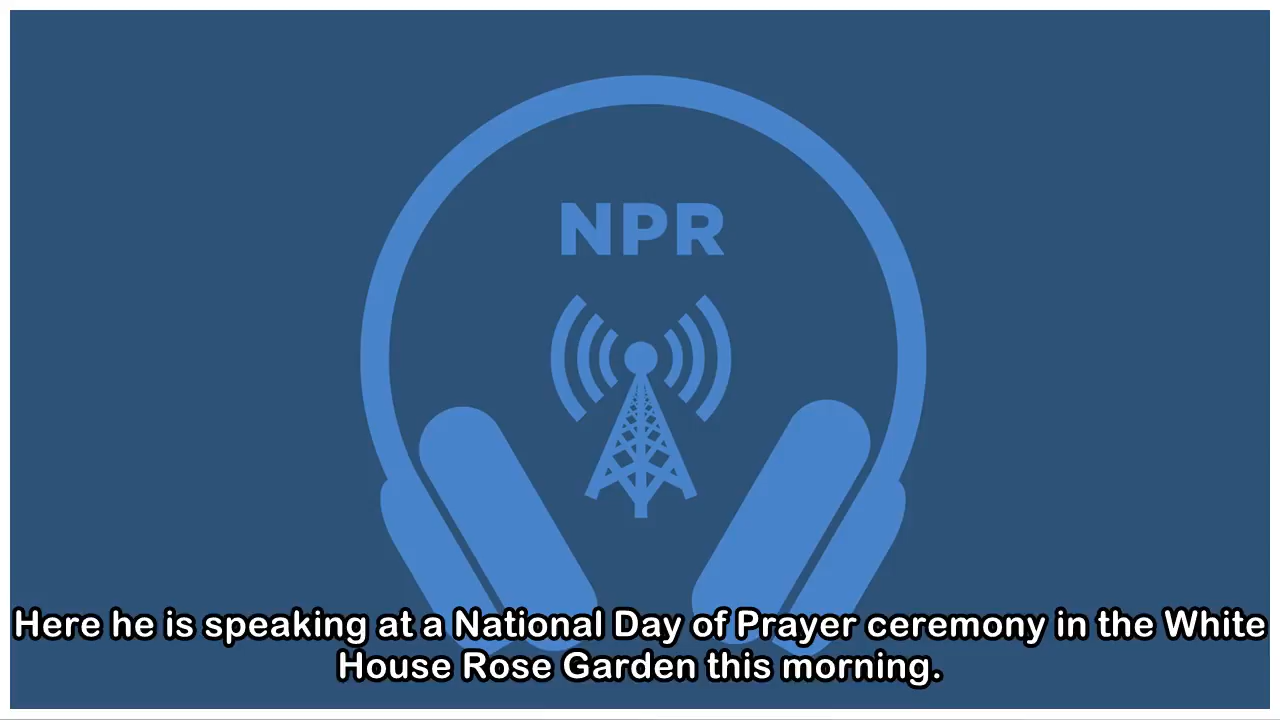 NPR
Here he is speaking at a National Day of Prayer ceremony in the White
House Rose Garden this morning.